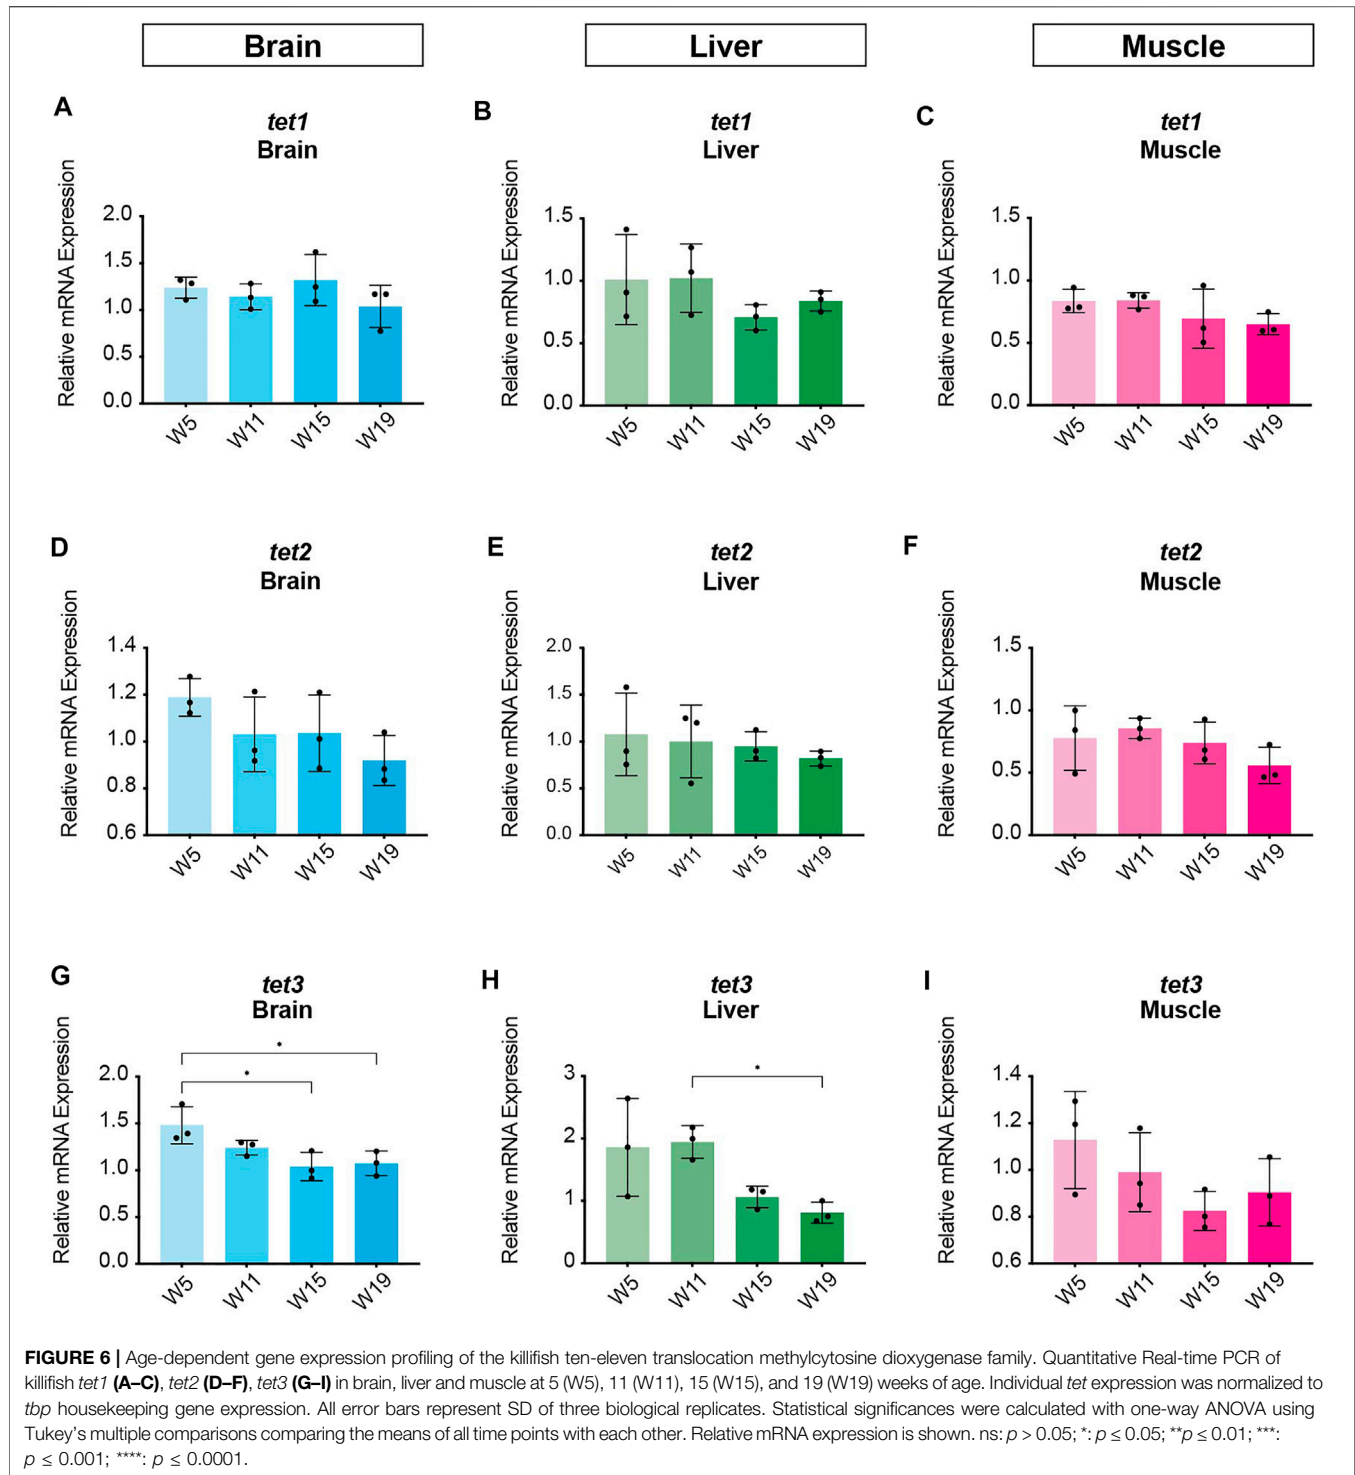 Brain
Liver
Muscle
A
tet1
Brain
Relative mRNA Expression
2.0
1.5
1.0
0.5
0.0
W5
W11
W15
W19
B
tet1
Liver
Relative mRNA Expression
1.5
1.0
0.5
0.0
W5
W11
W15
W19
C
tet1
Muscle
Relative mRNA Expression
1.5
1.0
0.5
0.0
W5
W11
W15
W19
D
tet2
Brain
Relative mRNA Expression
1.4
1.2
1.0
0.8
0.6
W5
W11
W15
W19
E
tet2
Liver
Relative mRNA Expression
2.0
1.5
1.0
0.5
0.0
W5
W11
W15
W19
F
tet2
Muscle
Relative mRNA Expression
1.5
1.0
0.5
0.0
W5
W11
W15
W19
G
tet3
Brain
Relative mRNA Expression
*
*
2.0
1.5
1.0
0.5
0.0
W5
W11
W15
W19
H
tet3
Liver
Relative mRNA Expression
*
3
2
1
0
W5
W11
W15
W19
I
tet3
Muscle
Relative mRNA Expression
1.4
1.2
1.0
0.8
0.6
W5
W11
W15
W19
FIGURE 6 | Age-dependent gene expression profiling of the killifish ten-eleven translocation methylcytosine dioxygenase family. Quantitative Real-time PCR of
killifish tet1 (A–C), tet2 (D–F), tet3 (G–I) in brain, liver and muscle at 5 (W5), 11 (W11), 15 (W15), and 19 (W19) weeks of age. Individual tet expression was normalized to
tbp housekeeping gene expression. All error bars represent SD of three biological replicates. Statistical significances were calculated with one-way ANOVA using
Tukey's multiple comparisons comparing the means of all time points with each other. Relative mRNA expression is shown. ns: p > 0.05; *: p ≤ 0.05; **p ≤ 0.01; ***:
p ≤ 0.001; ****: p ≤ 0.0001.